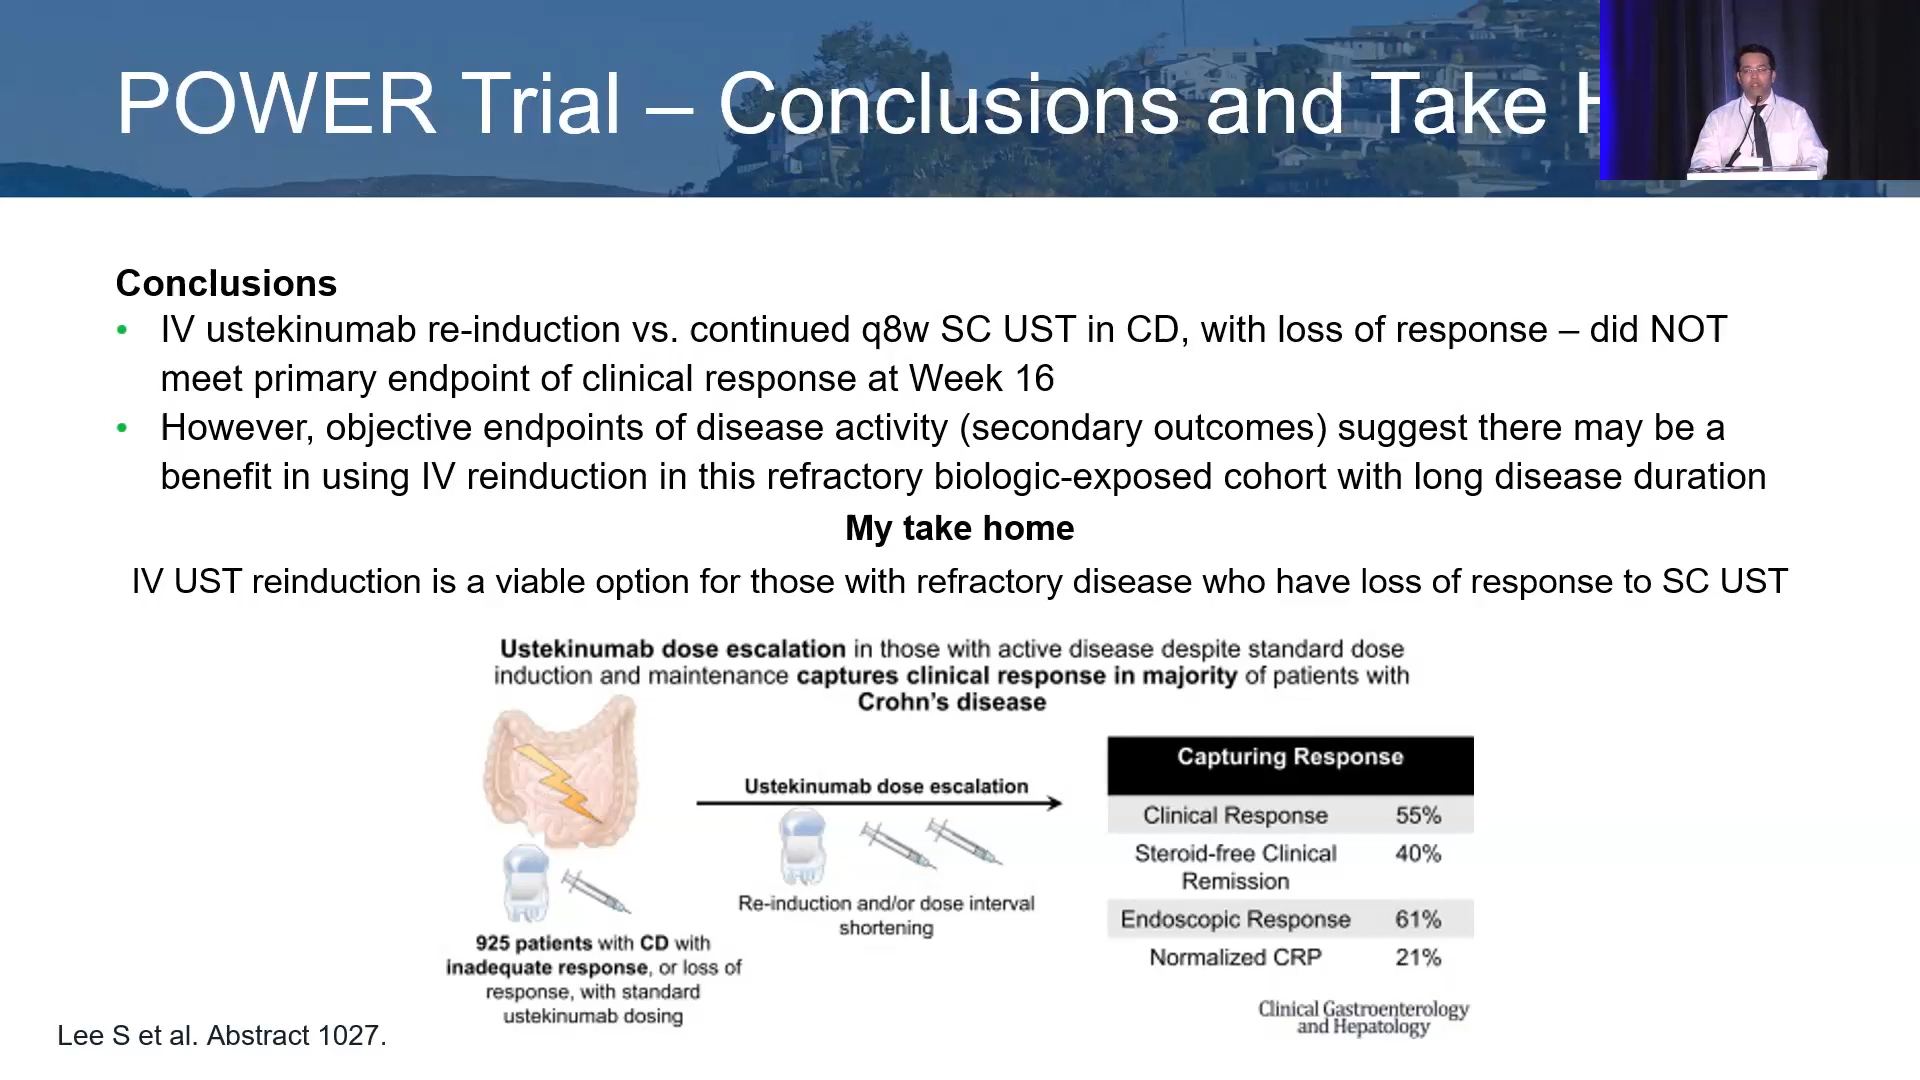 POWER Trial – Conclusions and Take H
Conclusions
• IV ustekinumab re-induction vs. continued q8w SC UST in CD, with loss of response – did NOT
meet primary endpoint of clinical response at Week 16
• However, objective endpoints of disease activity (secondary outcomes) suggest there may be a
benefit in using IV reinduction in this refractory biologic-exposed cohort with long disease duration
My take home
IV UST reinduction is a viable option for those with refractory disease who have loss of response to SC UST
Ustekinumab dose escalation in those with active disease despite standard dose
induction and maintenance captures clinical response in majority of patients with
Crohn's disease
925 patients with CD with
inadequate response, or loss of
response, with standard
ustekinumab dosing
Ustekinumab dose escalation
Re-induction and/or dose interval
shortening
Capturing Response
Clinical Response 55%
Steroid-free Clinical 40%
Remission
Endoscopic Response 61%
Normalized CRP 21%
Clinical Gastroenterology
and Hepatology
Lee S et al. Abstract 1027.